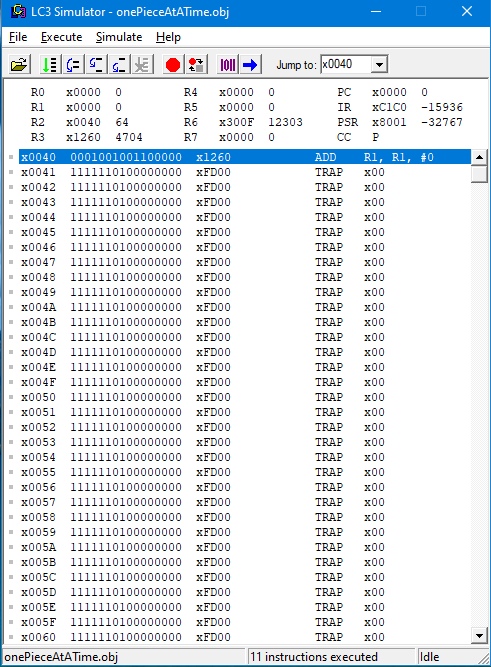 LC3 Simulator - onePieceAtATime.obj
File Execute Simulate Help
Jump to: x0040
R0 x0000 0 R4 x0000 0 PC x0000 0
R1 x0000 0 R5 x0000 0 IR xC1C0 -15936
R2 x0040 64 R6 x300F 12303 PSR x8001 -32767
R3 x1260 4704 R7 x0000 0 CC P
x0040 0001001001100000 x1260 ADD R1, R1, #0
x0041 1111110100000000 xFD00 TRAP x00
x0042 1111110100000000 xFD00 TRAP x00
x0043 1111110100000000 xFD00 TRAP x00
x0044 1111110100000000 xFD00 TRAP x00
x0045 1111110100000000 xFD00 TRAP x00
x0046 1111110100000000 xFD00 TRAP x00
x0047 1111110100000000 xFD00 TRAP x00
x0048 1111110100000000 xFD00 TRAP x00
x0049 1111110100000000 xFD00 TRAP x00
x004A 1111110100000000 xFD00 TRAP x00
x004B 1111110100000000 xFD00 TRAP x00
x004C 1111110100000000 xFD00 TRAP x00
x004D 1111110100000000 xFD00 TRAP x00
x004E 1111110100000000 xFD00 TRAP x00
x004F 1111110100000000 xFD00 TRAP x00
x0050 1111110100000000 xFD00 TRAP x00
x0051 1111110100000000 xFD00 TRAP x00
x0052 1111110100000000 xFD00 TRAP x00
x0053 1111110100000000 xFD00 TRAP x00
x0054 1111110100000000 xFD00 TRAP x00
x0055 1111110100000000 xFD00 TRAP x00
x0056 1111110100000000 xFD00 TRAP x00
x0057 1111110100000000 xFD00 TRAP x00
x0058 1111110100000000 xFD00 TRAP x00
x0059 1111110100000000 xFD00 TRAP x00
x005A 1111110100000000 xFD00 TRAP x00
x005B 1111110100000000 xFD00 TRAP x00
x005C 1111110100000000 xFD00 TRAP x00
x005D 1111110100000000 xFD00 TRAP x00
x005E 1111110100000000 xFD00 TRAP x00
x005F 1111110100000000 xFD00 TRAP x00
x0060 1111110100000000 xFD00 TRAP x00
onePieceAtATime.obj 11 instructions executed Idle